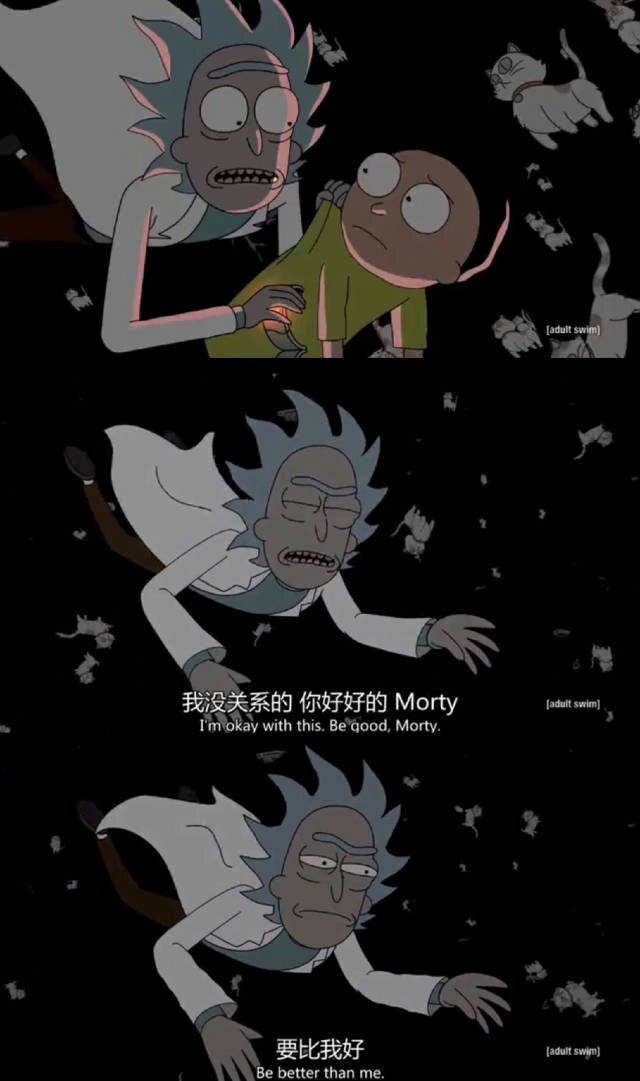 [adult swim]
我没关系的 你好好的 Morty
I'm okay with this. Be good, Morty.
[adult swim]
要比我好
Be better than me.
[adult swim]